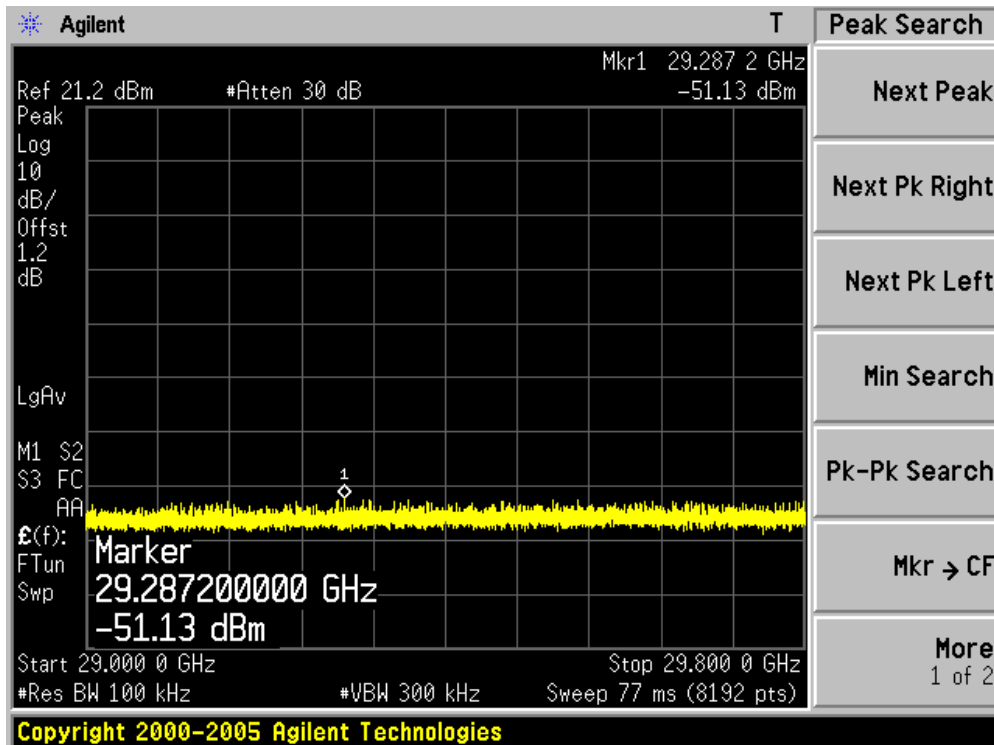 Agilent
T
Peak Search
Mkr1 29.287 2 GHz
Ref 21.2 dBm #Atten 30 dB -51.13 dBm
Peak
Log
10
dB/
Offst
1.2
dB
LgAv
M1 S2
S3 FC
AA
£(f):
FTun
Swp
1
Marker
29.287200000 GHz
-51.13 dBm
Start 29.000 0 GHz Stop 29.800 0 GHz
#Res BW 100 kHz #VBW 300 kHz Sweep 77 ms (8192 pts)
Copyright 2000-2005 Agilent Technologies
Next Peak
Next Pk Right
Next Pk Left
Min Search
Pk-Pk Search
Mkr → CF
More
1 of 2